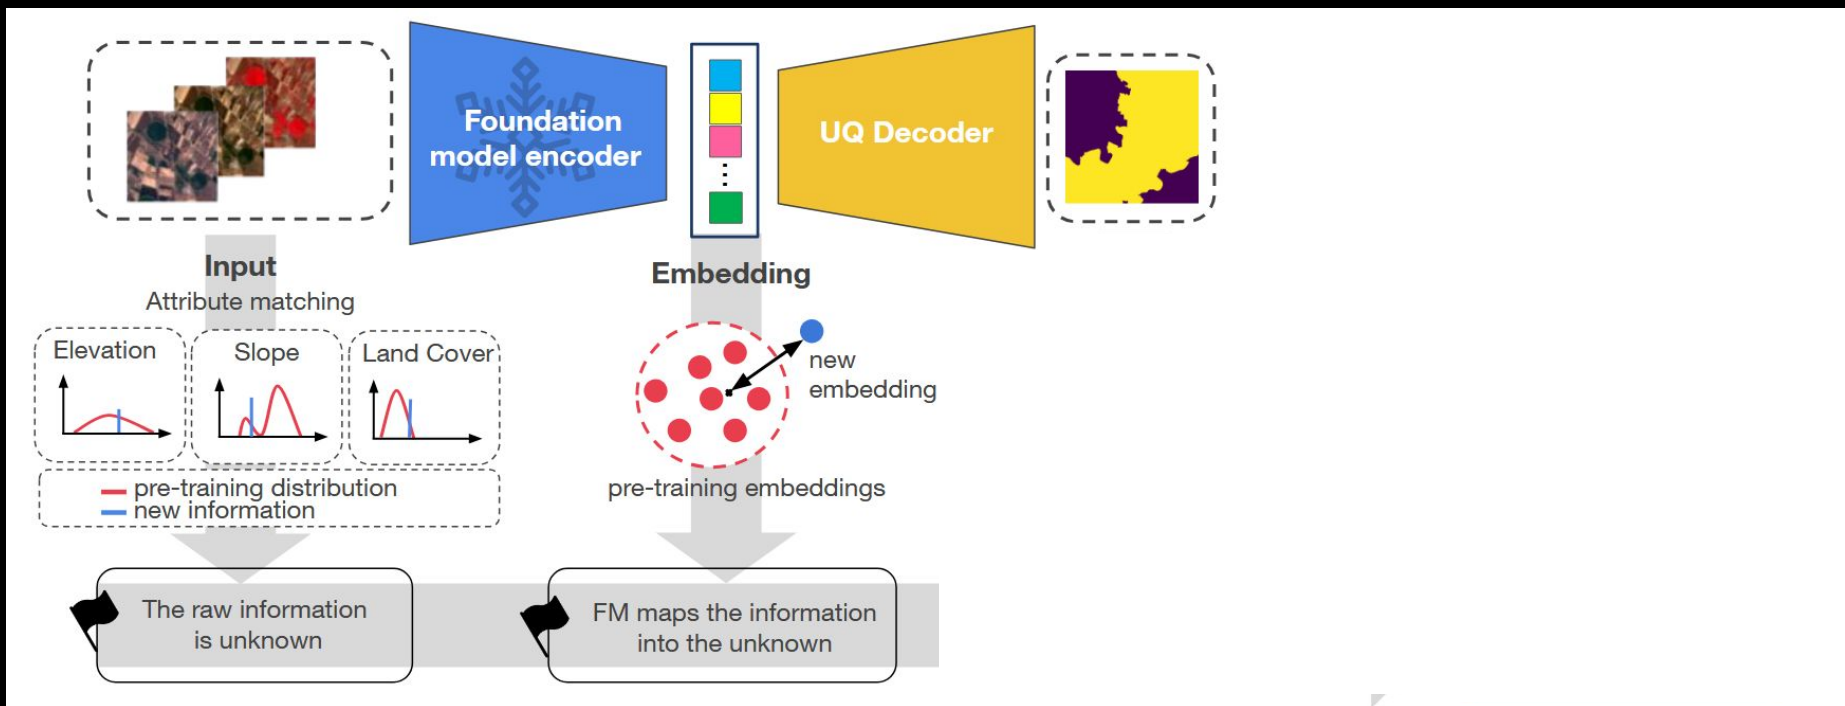 Foundation
model encoder
UQ Decoder
Input
Attribute matching
Elevation
Slope
Land Cover
pre-training distribution
new information
The raw information
is unknown
Embedding
new
embedding
pre-training embeddings
FM maps the information
into the unknown